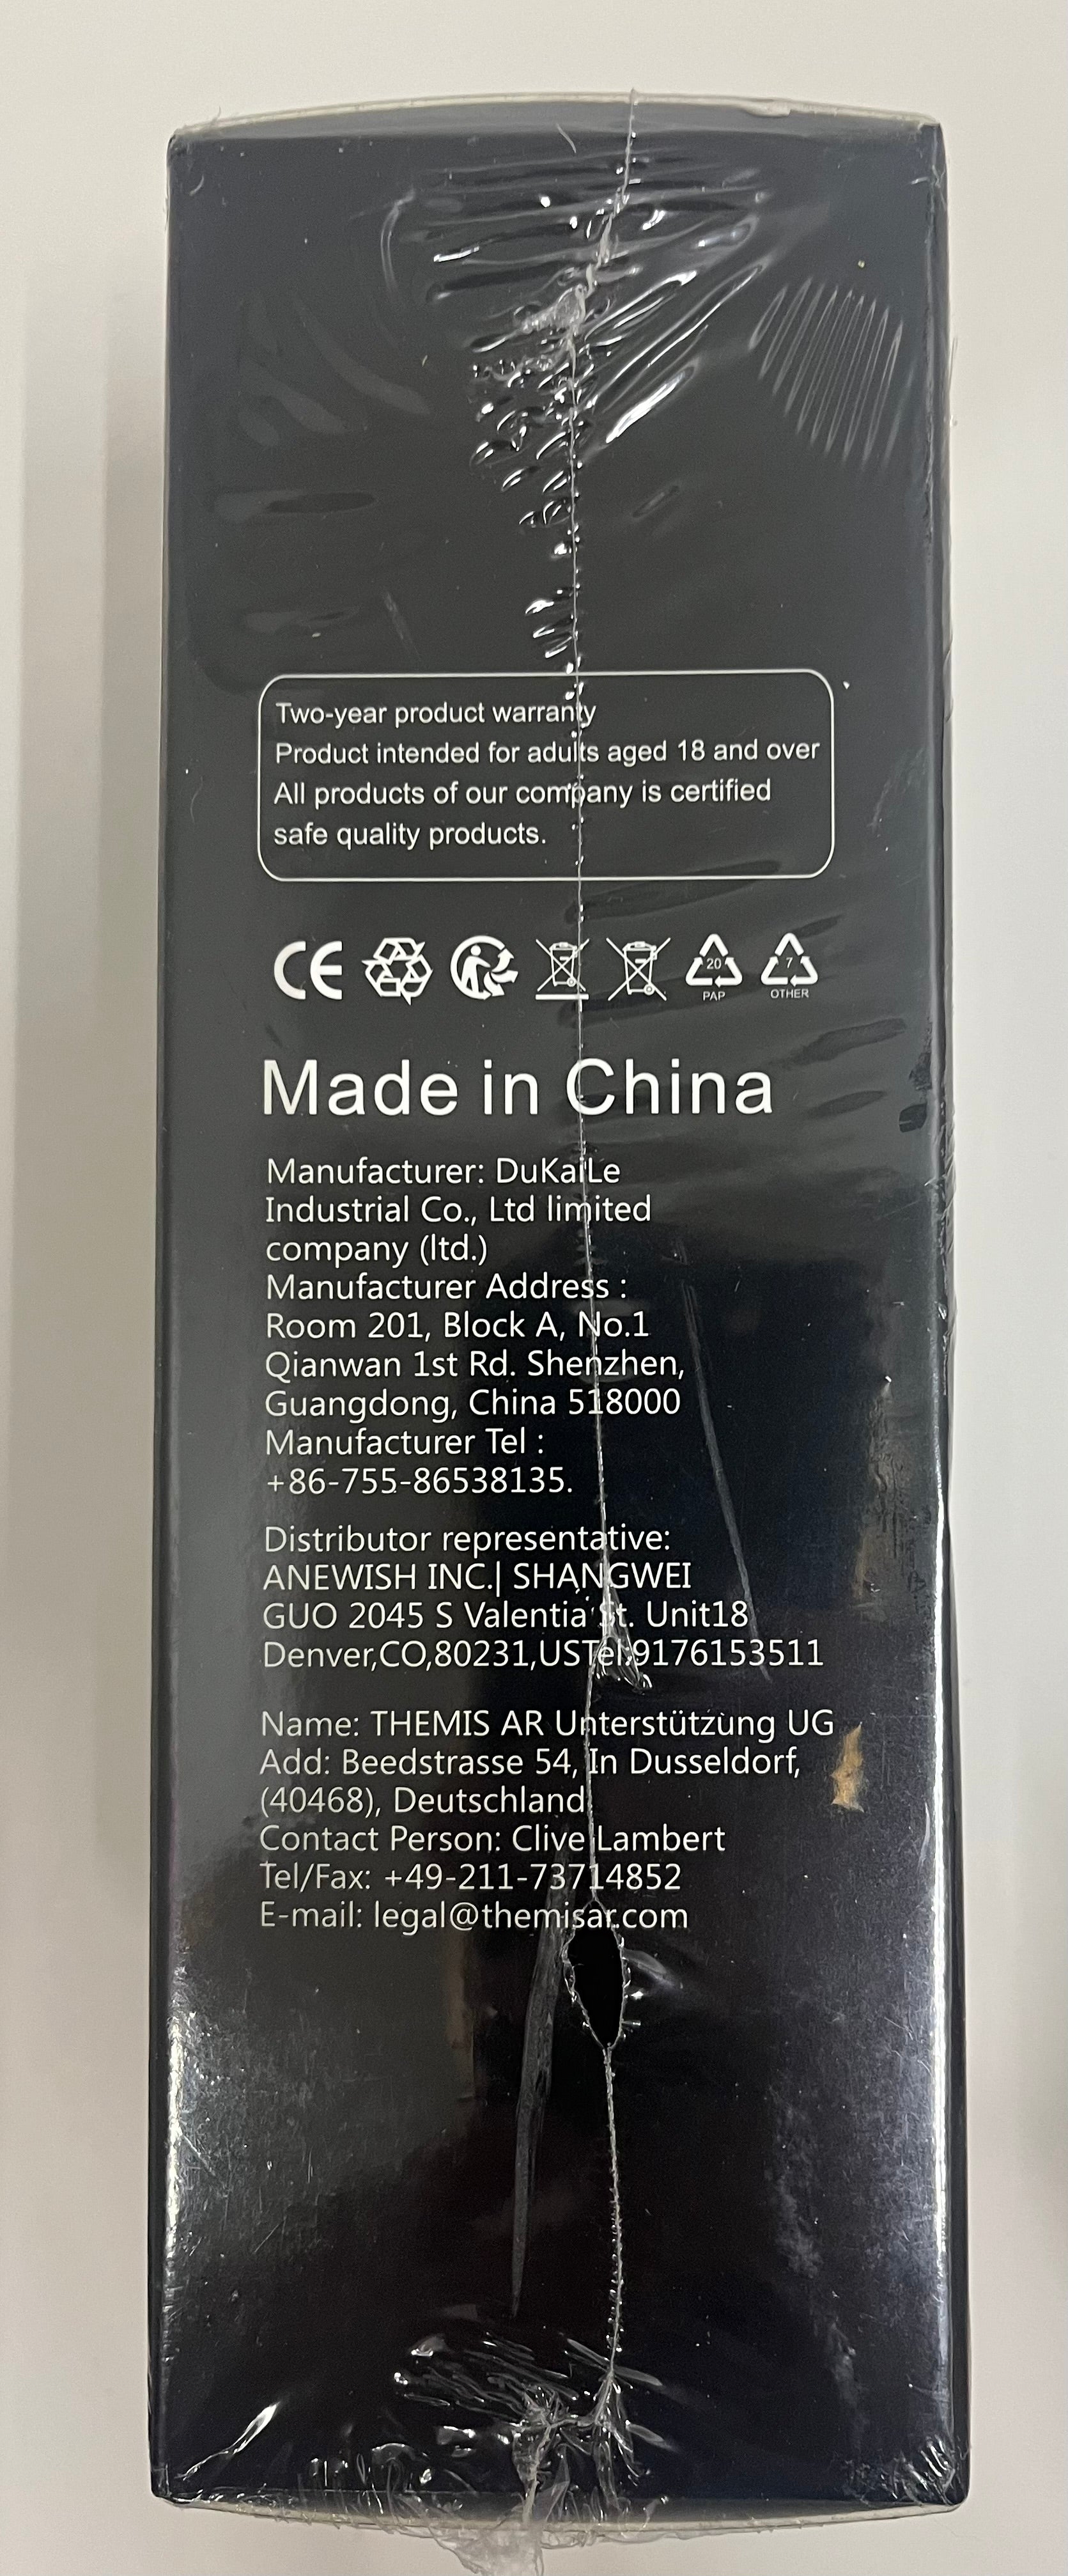 Two-year product warranty
Product intended for adults aged 18 and over
All products of our company is certified
safe quality products.
CE
20
PAP
7
OTHER
Made in China
Manufacturer: DuKaiLe
Industrial Co., Ltd limited
company (ltd.)
Manufacturer Address :
Room 201, Block A, No.1
Qianwan 1st Rd. Shenzhen,
Guangdong, China 518000
Manufacturer Tel :
+86-755-86538135.
Distributor representative:
ANEWISH INC.| SHANGWEI
GUO 2045 S Valentia St. Unit18
Denver,CO,80231,USTel:9176153511
Name: THEMIS AR Unterstützung UG
Add: Beedstrasse 54, In Dusseldorf,
(40468), Deutschland
Contact Person: Clive Lambert
Tel/Fax: +49-211-73714852
E-mail: legal@themisar.com